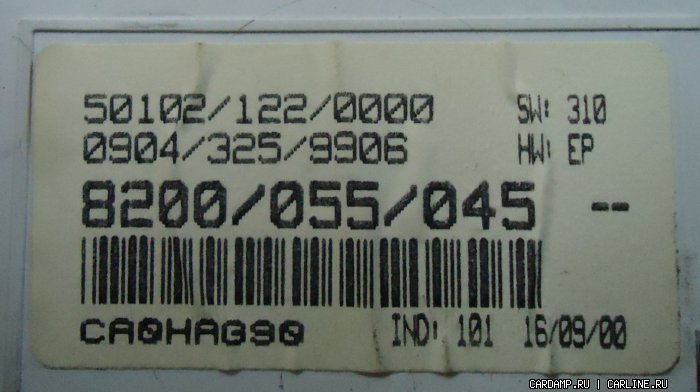 50102/122/0000 SW: 310
0904/325/9906 HW: EP
8200/055/045 --
CA0HAG90 IND: 101 16/09/00
CARDAMP.RU | CARLINE.RU